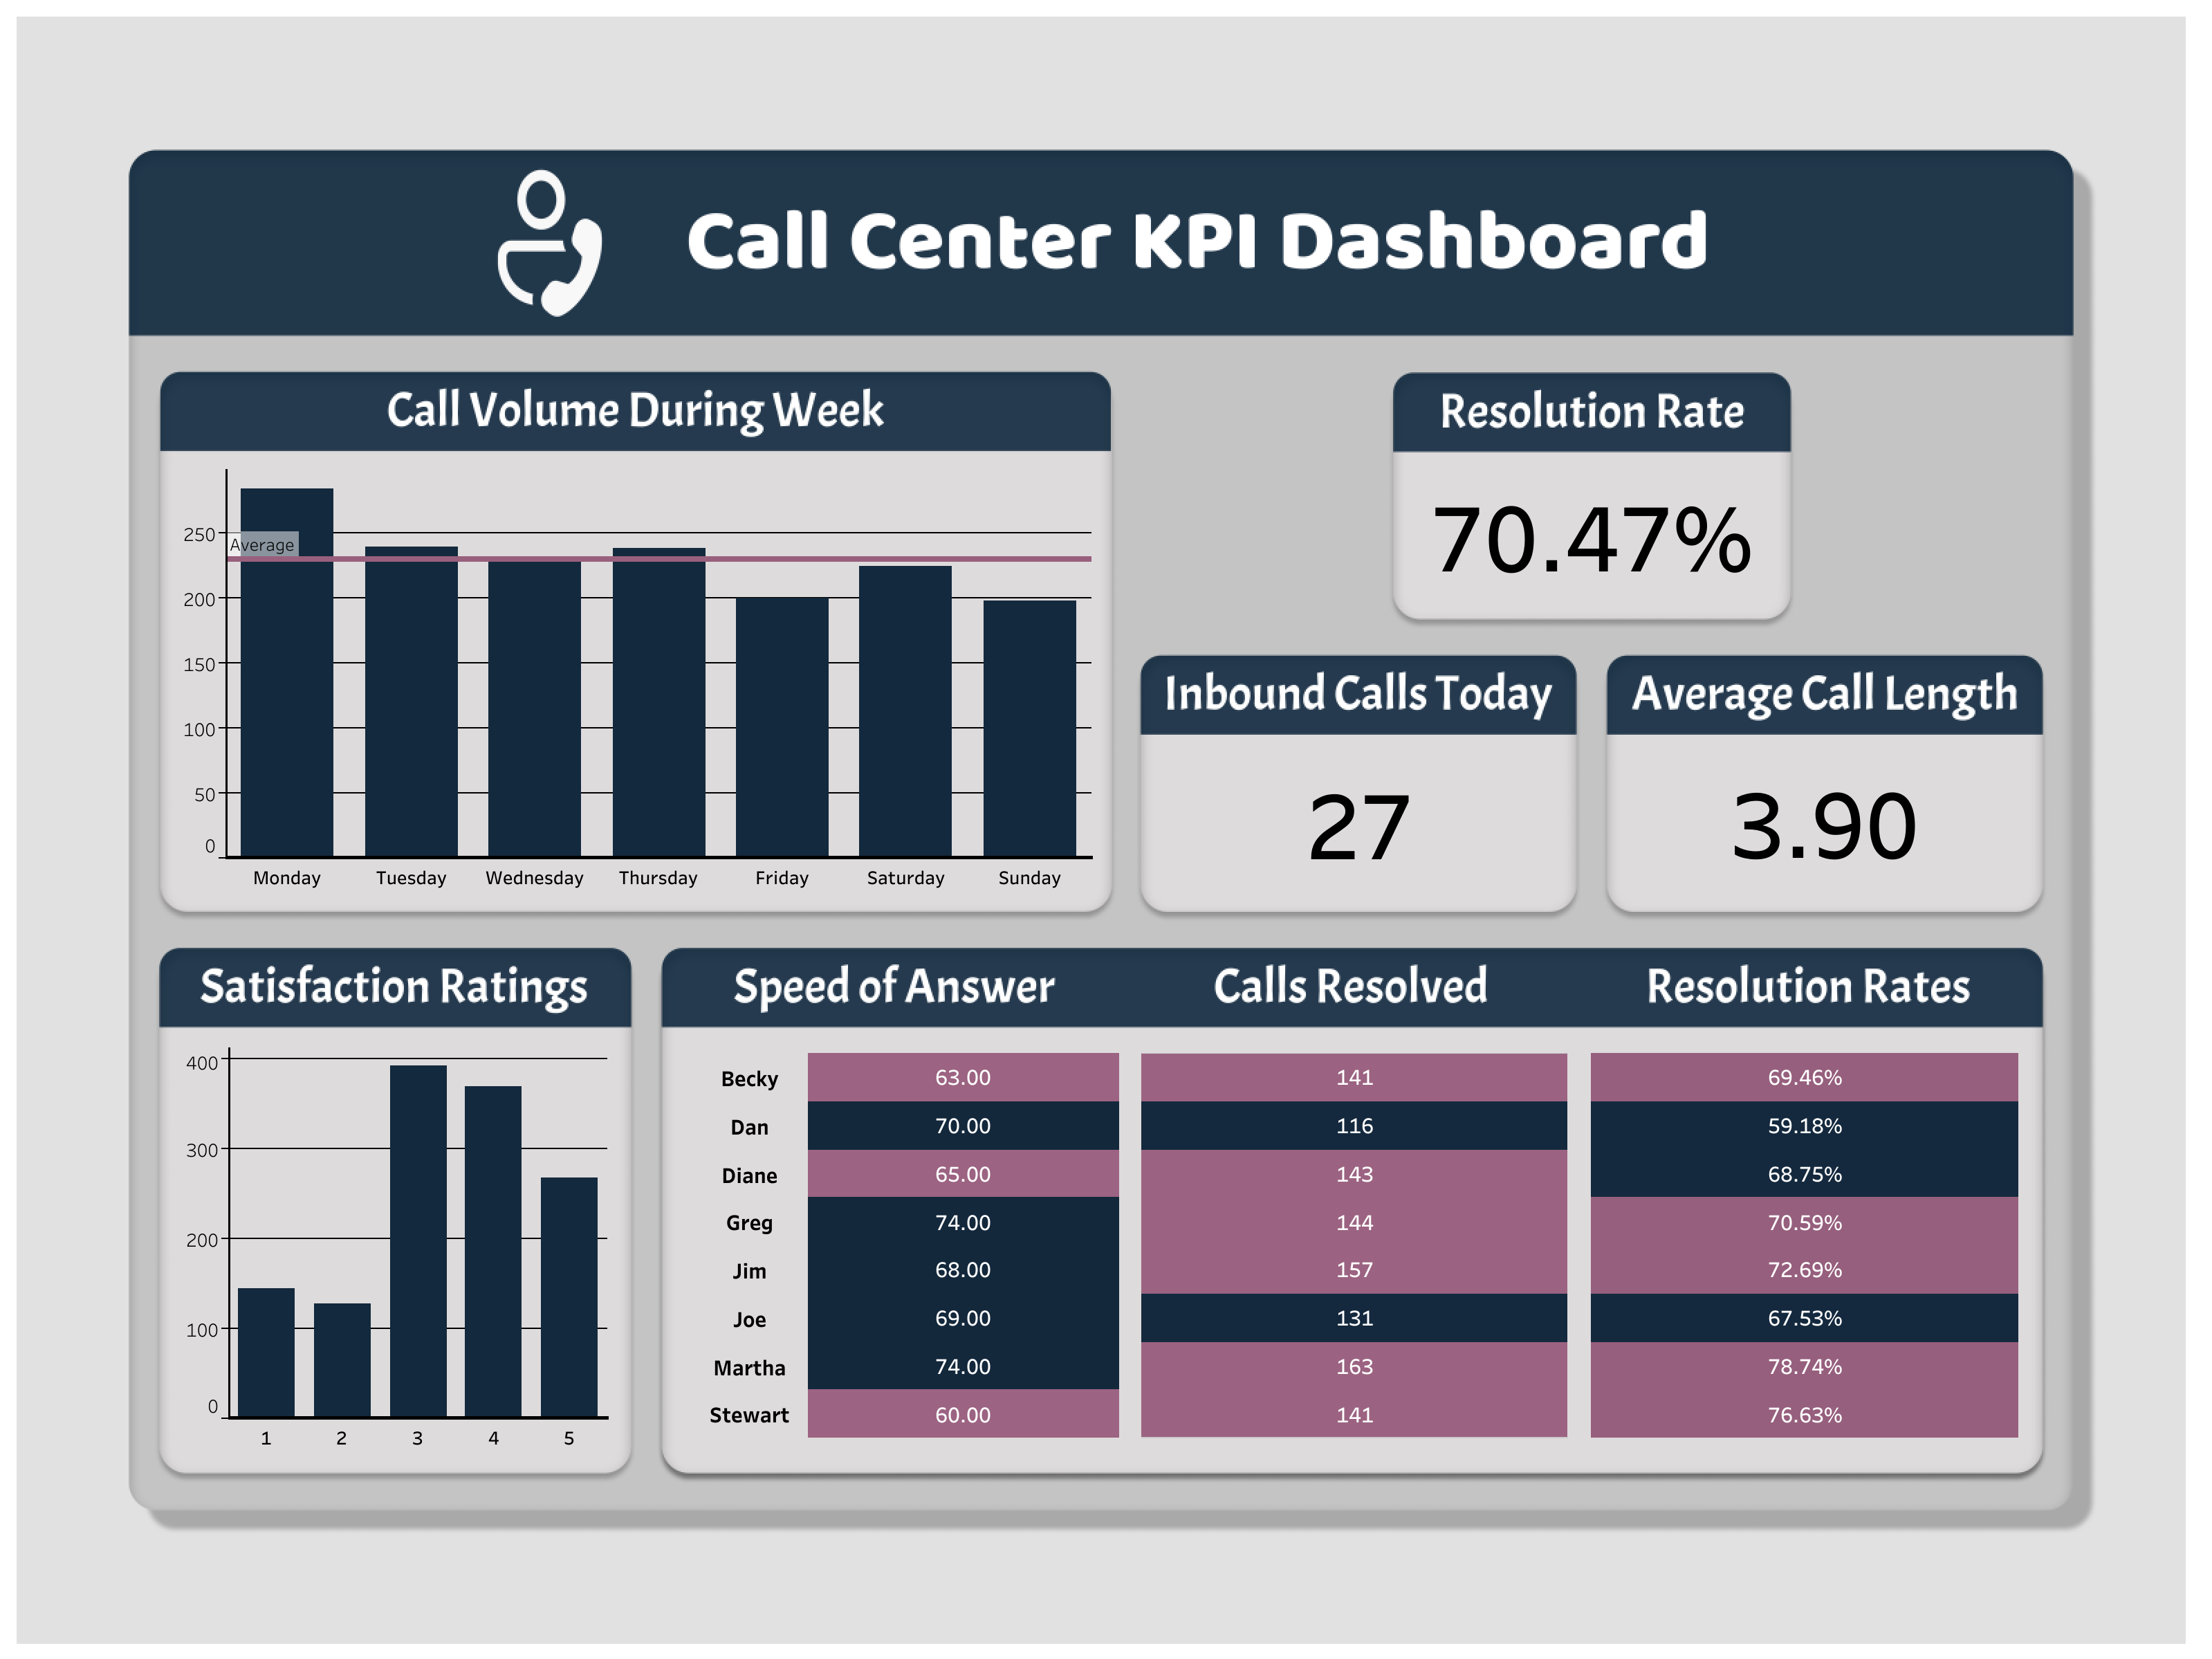 Call Center KPI Dashboard
Call Volume During Week
250
200
150
100
50
0
Average
Monday Tuesday Wednesday Thursday Friday Saturday Sunday
Resolution Rate
70.47%
Inbound Calls Today
27
Average Call Length
3.90
Satisfaction Ratings
400
300
200
100
0
1 2 3 4 5
Speed of Answer Calls Resolved Resolution Rates
Becky 63.00 141 69.46%
Dan 70.00 116 59.18%
Diane 65.00 143 68.75%
Greg 74.00 144 70.59%
Jim 68.00 157 72.69%
Joe 69.00 131 67.53%
Martha 74.00 163 78.74%
Stewart 60.00 141 76.63%